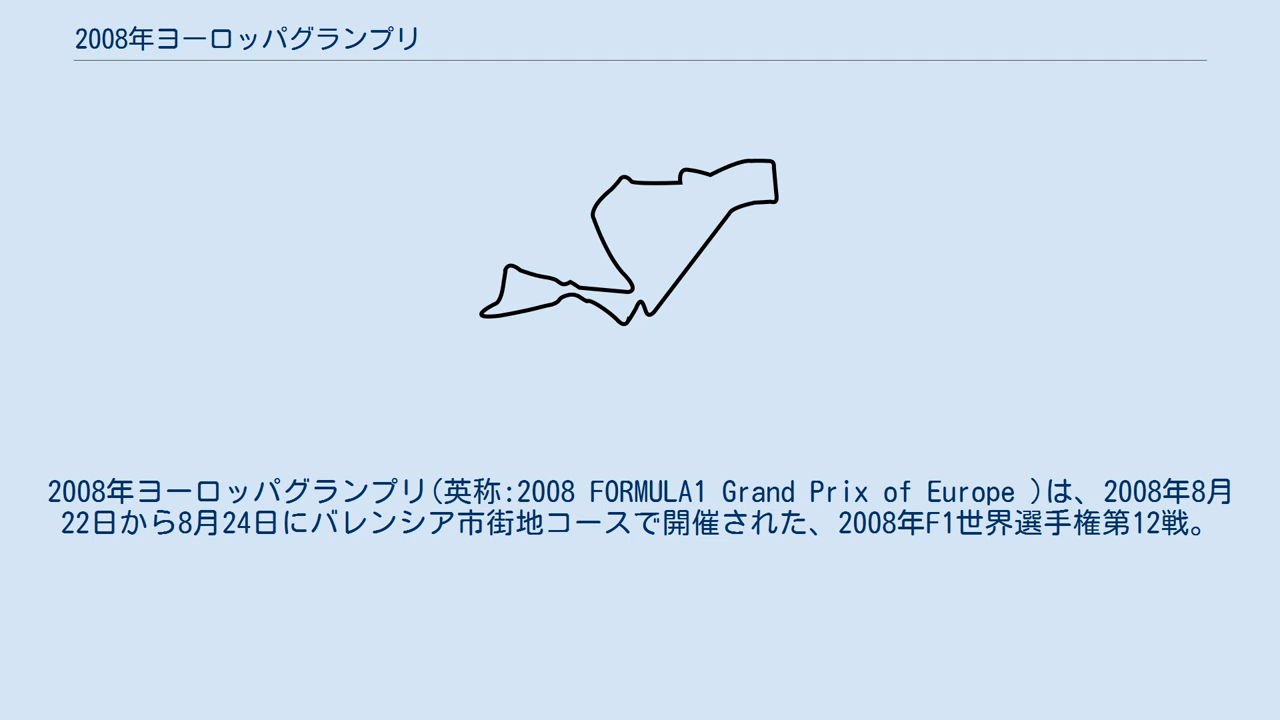 2008年ヨーロッパグランプリ
2008年ヨーロッパグランプリ(英称:2008 FORMULA1 Grand Prix of Europe )は、2008年8月
22日から8月24日にバレンシア市街地コースで開催された、2008年F1世界選手権第12戦。